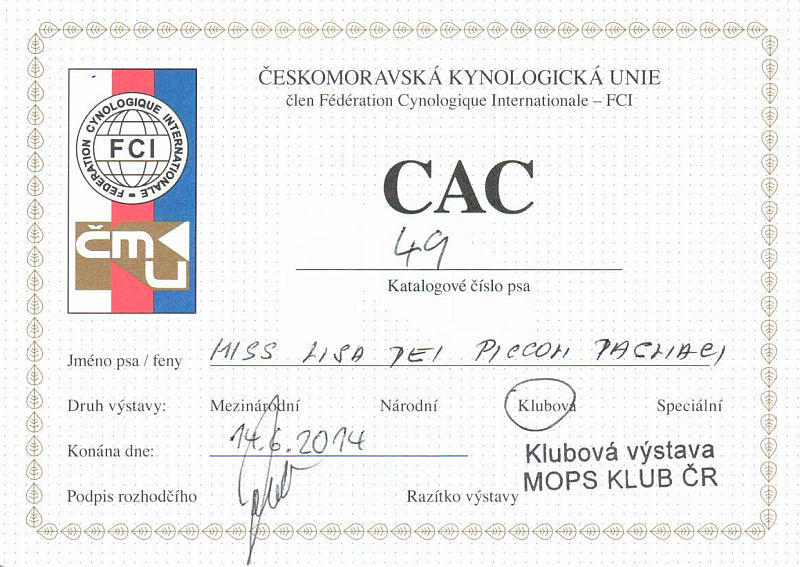 ČESKOMORAVSKÁ KYNOLOGICKÁ UNIE
člen Fédération Cynologique Internationale – FCI
FEDERATION CYNOLOGIQUE INTERNATIONALE –
FCI
ČMKU
CAC
49
Katalogové číslo psa
Jméno psa / feny MISS LISA DEI PICCOLI PAGLIACI
Druh výstavy: Mezinárodní Národní Klubová Speciální
Konána dne: 14.6.2014
Klubová výstava
MOPS KLUB ČR
Podpis rozhodčího Razítko výstavy